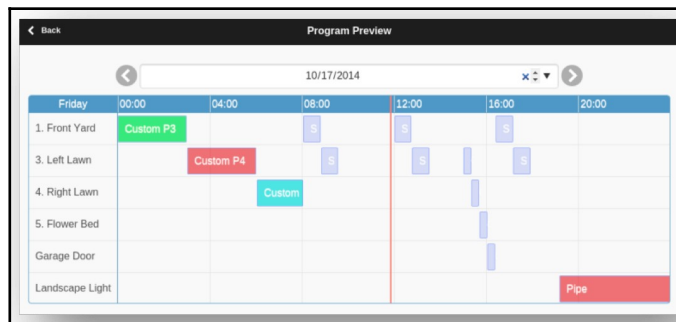 Back
Program Preview
10/17/2014
Friday 00:00 04:00 08:00 12:00 16:00 20:00
1. Front Yard Custom P3 S S S
3. Left Lawn Custom P4 S S S
4. Right Lawn Custom
5. Flower Bed
Garage Door
Landscape Light Pipe